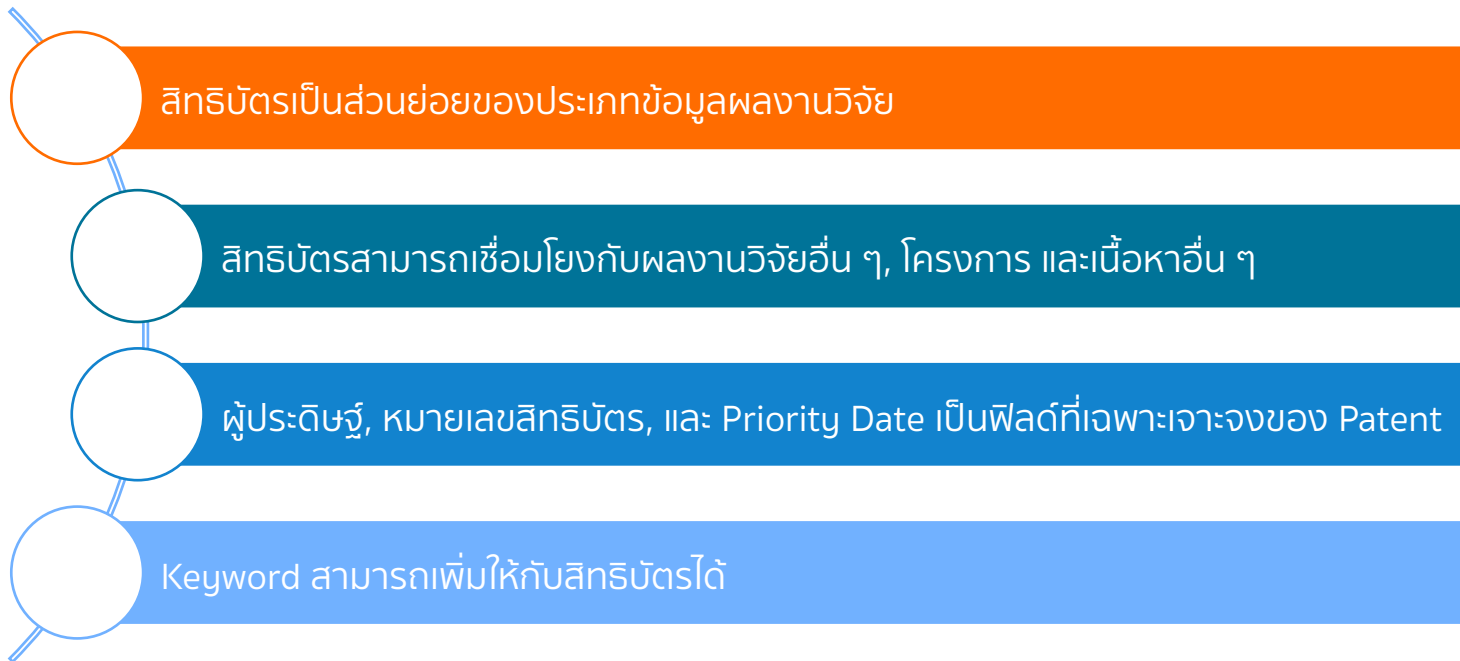 สิทธิบัตรเป็นส่วนย่อยของประเภทข้อมูลผลงานวิจัย
สิทธิบัตรสามารถเชื่อมโยงกับผลงานวิจัยอื่น ๆ, โครงการ และเนื้อหาอื่น ๆ
ผู้ประดิษฐ์, หมายเลขสิทธิบัตร, และ Priority Date เป็นฟิลด์ที่เฉพาะเจาะจงของ Patent
Keyword สามารถเพิ่มให้กับสิทธิบัตรได้